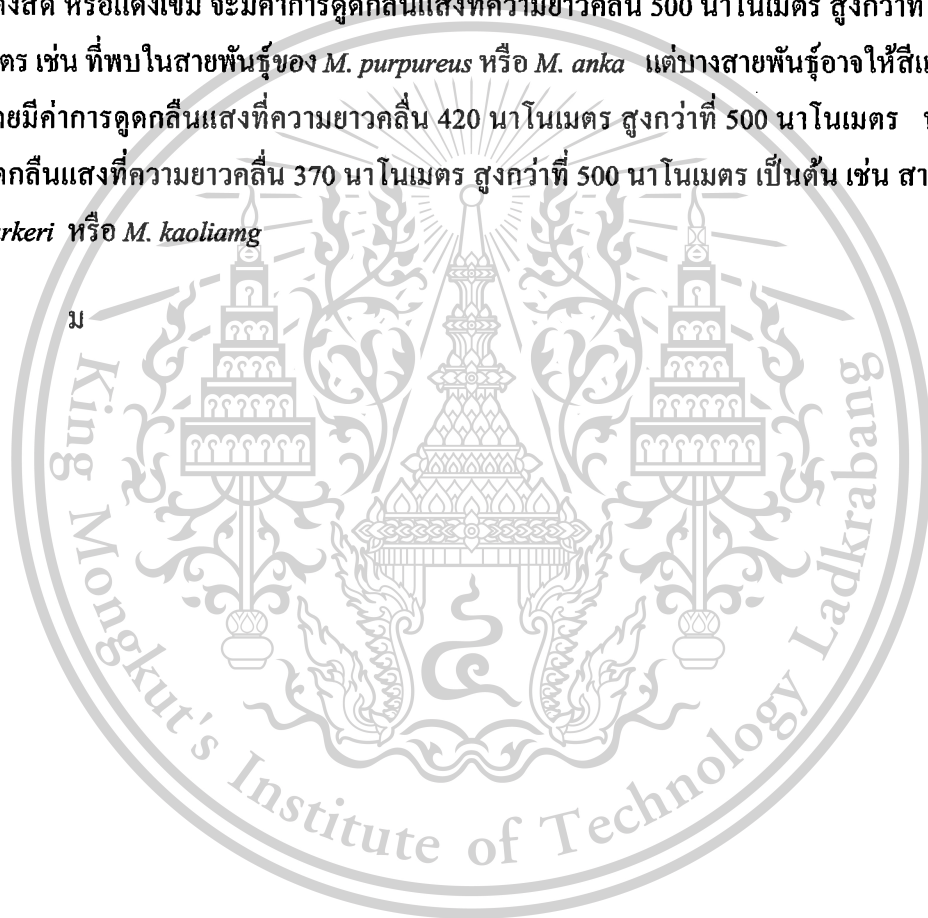 งสด หรือแดงเข้ม จะมีค่าการดูดกลืนแสงที่ความยาวคลื่น 500 นาโนเมตร สูงกว่าที่
ตร เช่น ที่พบในสายพันธุ์ของ M. purpureus หรือ M. anka แต่บางสายพันธุ์อาจให้สีแ
ยมีค่าการดูดกลืนแสงที่ความยาวคลื่น 420 นาโนเมตร สูงกว่าที่ 500 นาโนเมตร
กลืนแสงที่ความยาวคลื่น 370 นาโนเมตร สูงกว่าที่ 500 นาโนเมตร เป็นต้น เช่น สา
rkeri หรือ M. kaoliamg
ม
King Mongkut's Institute of Technology Ladkrabang